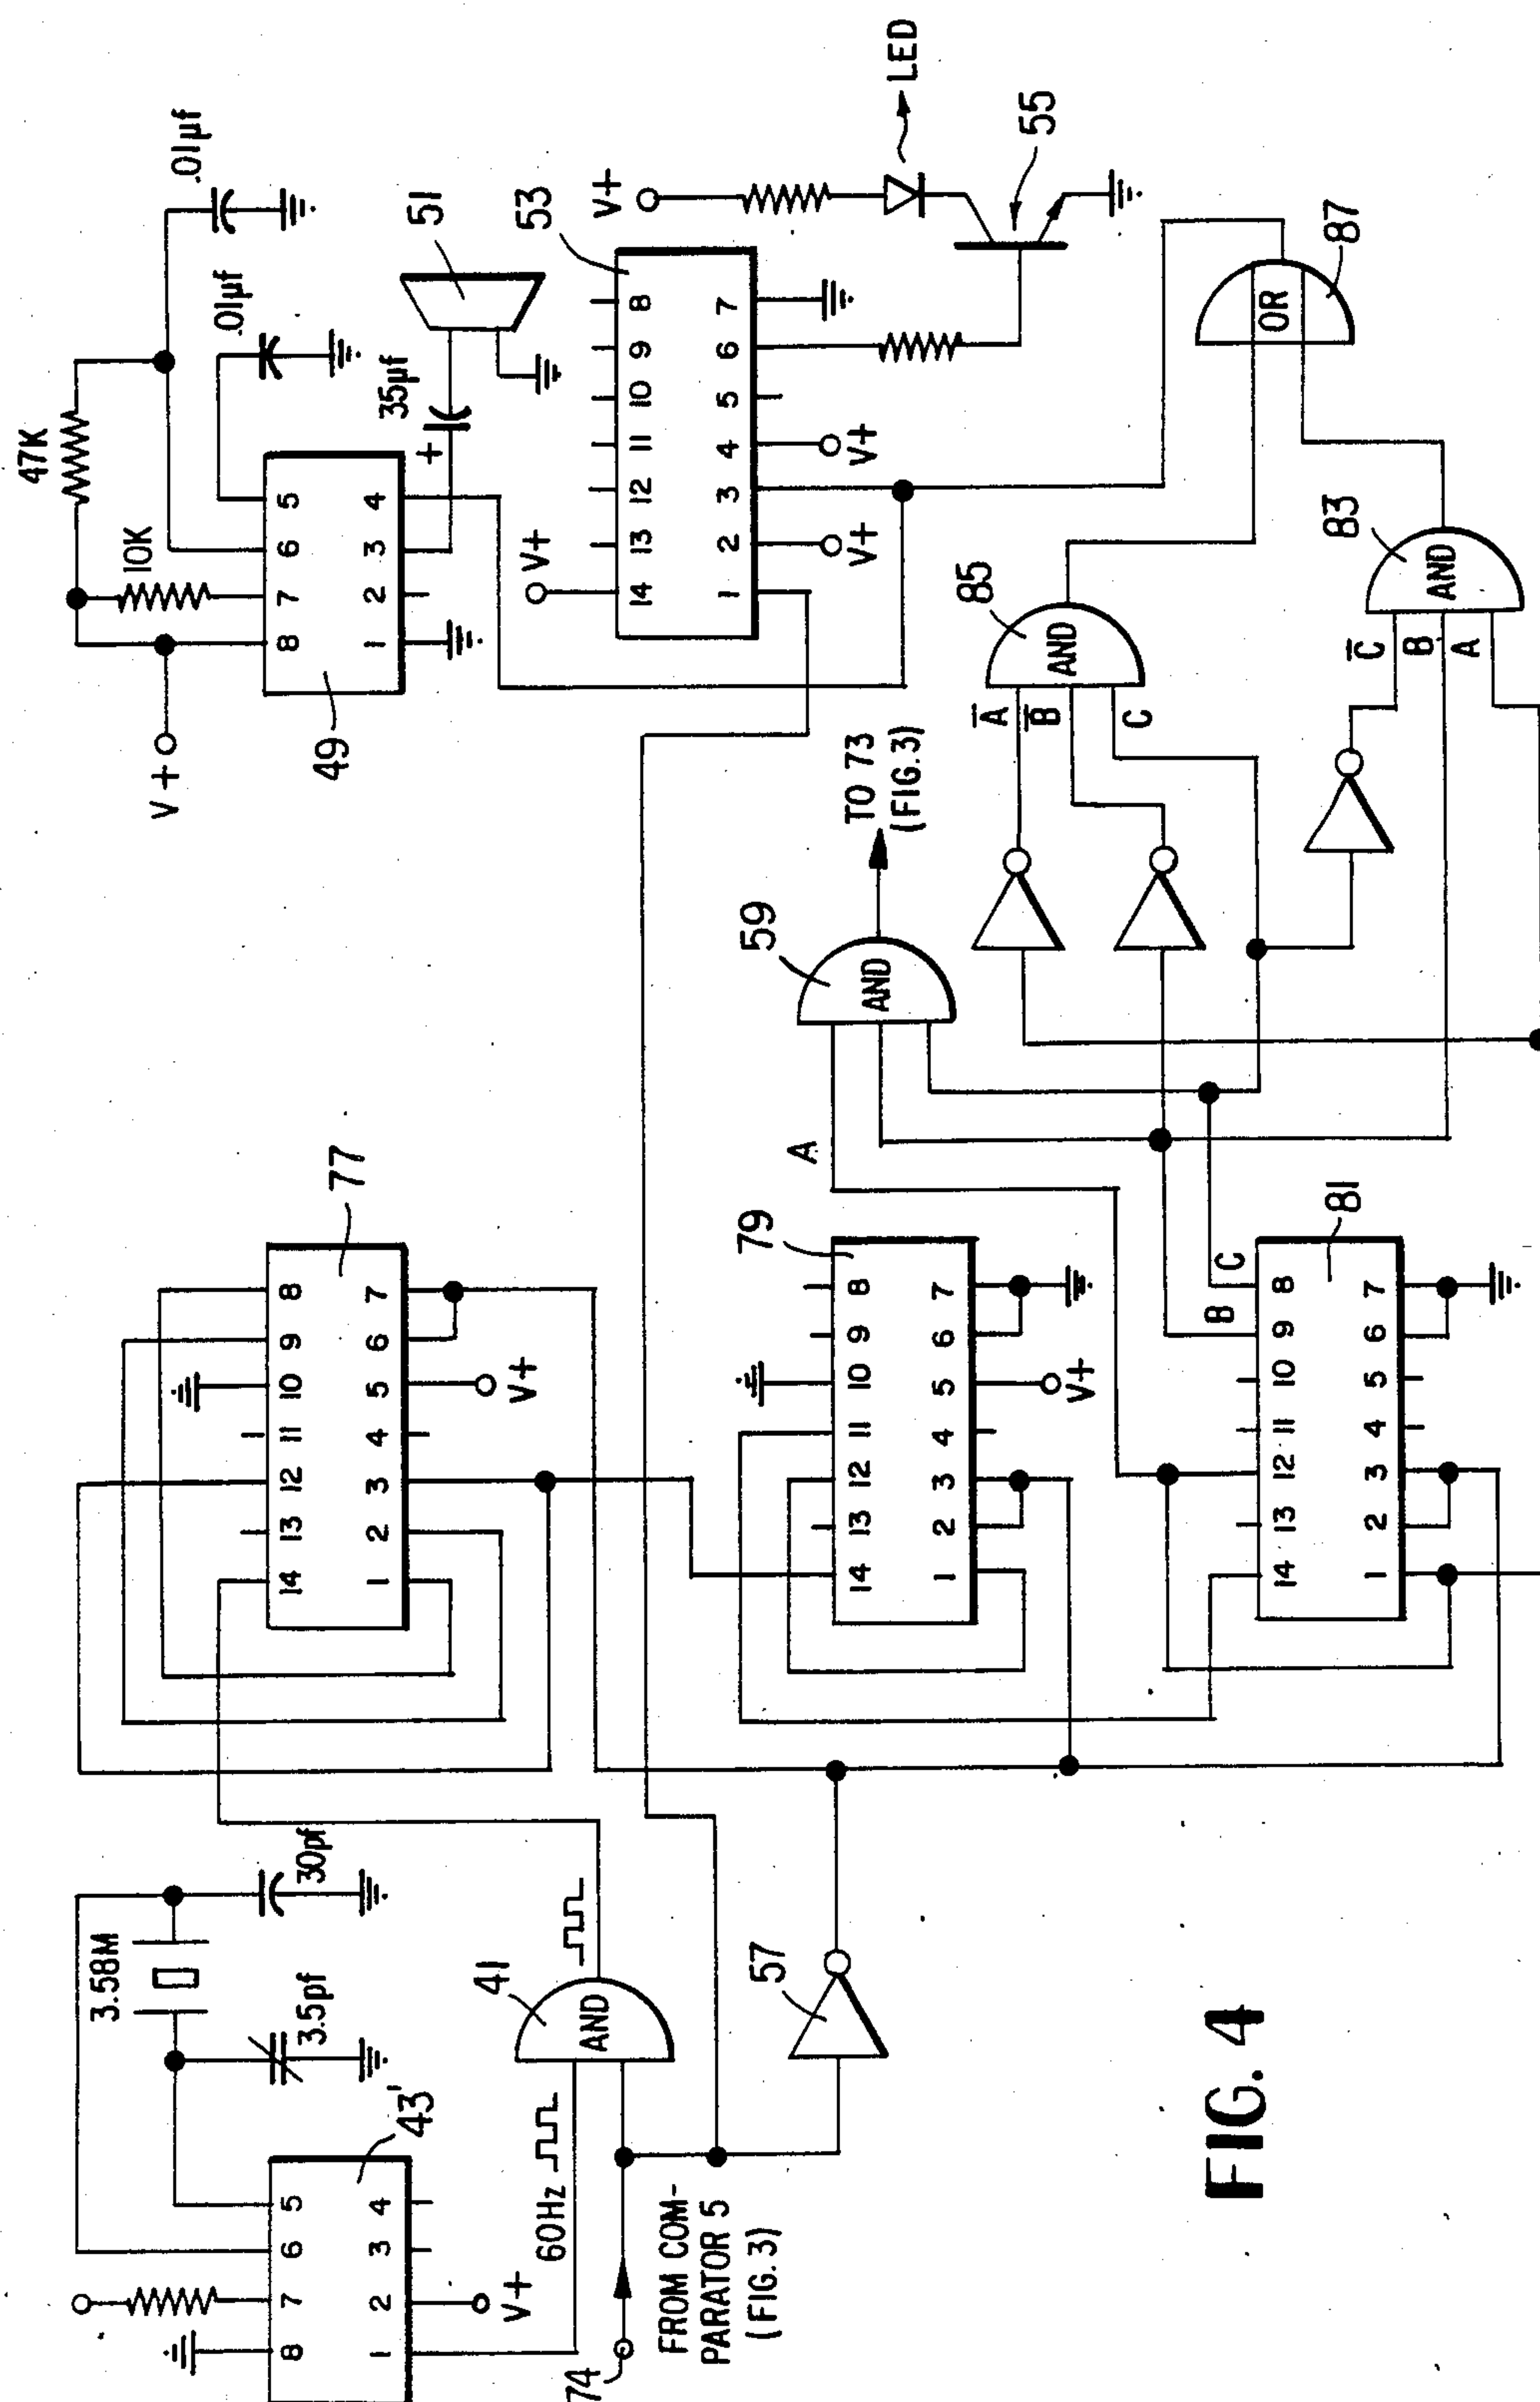 FIG. 4
74
FROM COM-
PARATOR 5
(FIG. 3)
60Hz
43'
8 7 6 5
1 2 3 4
V+
3.58M
3.5pf
30pf
41
AND
57
77
14 13 12 11 10 9 8
1 2 3 4 5 6 7
V+
79
14 13 12 11 10 9 8
1 2 3 4 5 6 7
V+
81
14 13 12 11 10 9 8
1 2 3 4 5 6 7
B
C
A
59
AND
TO 73
(FIG. 3)
V+
47K
10K
.01µf
.01µf
49
8 7 6 5
1 2 3 4
+
35µf
51
53
V+
14 13 12 11 10 9 8
1 2 3 4 5 6 7
V+
V+
V+
LED
55
85
A̅
B̅
C
AND
83
C̅
B
A
AND
87
OR